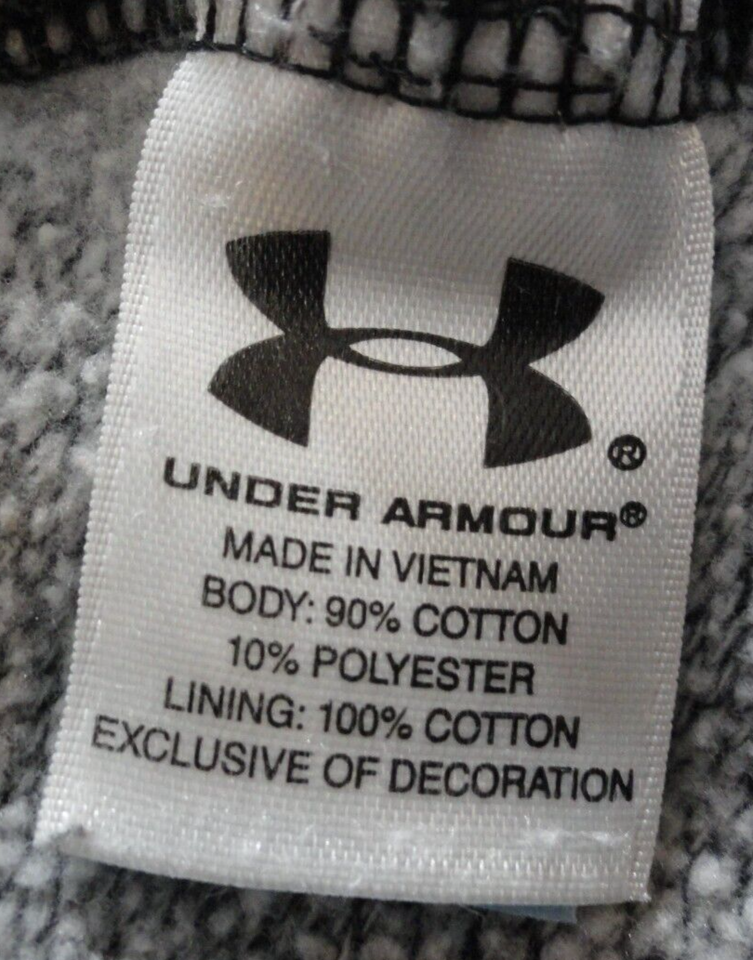 ®
UNDER ARMOUR®
MADE IN VIETNAM
BODY: 90% COTTON
10% POLYESTER
LINING: 100% COTTON
EXCLUSIVE OF DECORATION